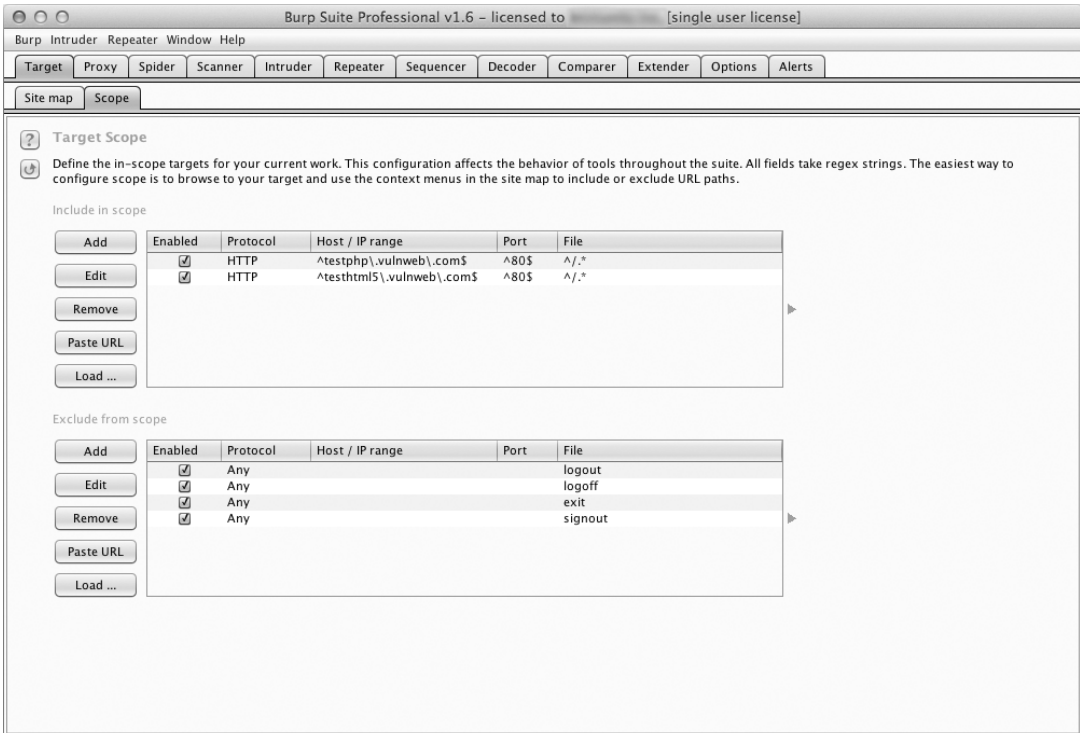 Burp Suite Professional v1.6 – licensed to [single user license]
Burp Intruder Repeater Window Help
Target Proxy Spider Scanner Intruder Repeater Sequencer Decoder Comparer Extender Options Alerts
Site map Scope
? Target Scope
Define the in-scope targets for your current work. This configuration affects the behavior of tools throughout the suite. All fields take regex strings. The easiest way to
configure scope is to browse to your target and use the context menus in the site map to include or exclude URL paths.
Include in scope
Add
Edit
Remove
Paste URL
Load ...
Enabled Protocol Host / IP range Port File
HTTP ^testphp\.vulnweb\.com$ ^80$ ^/.*
HTTP ^testhtml5\.vulnweb\.com$ ^80$ ^/.*
Exclude from scope
Add
Edit
Remove
Paste URL
Load ...
Enabled Protocol Host / IP range Port File
Any logout
Any logoff
Any exit
Any signout